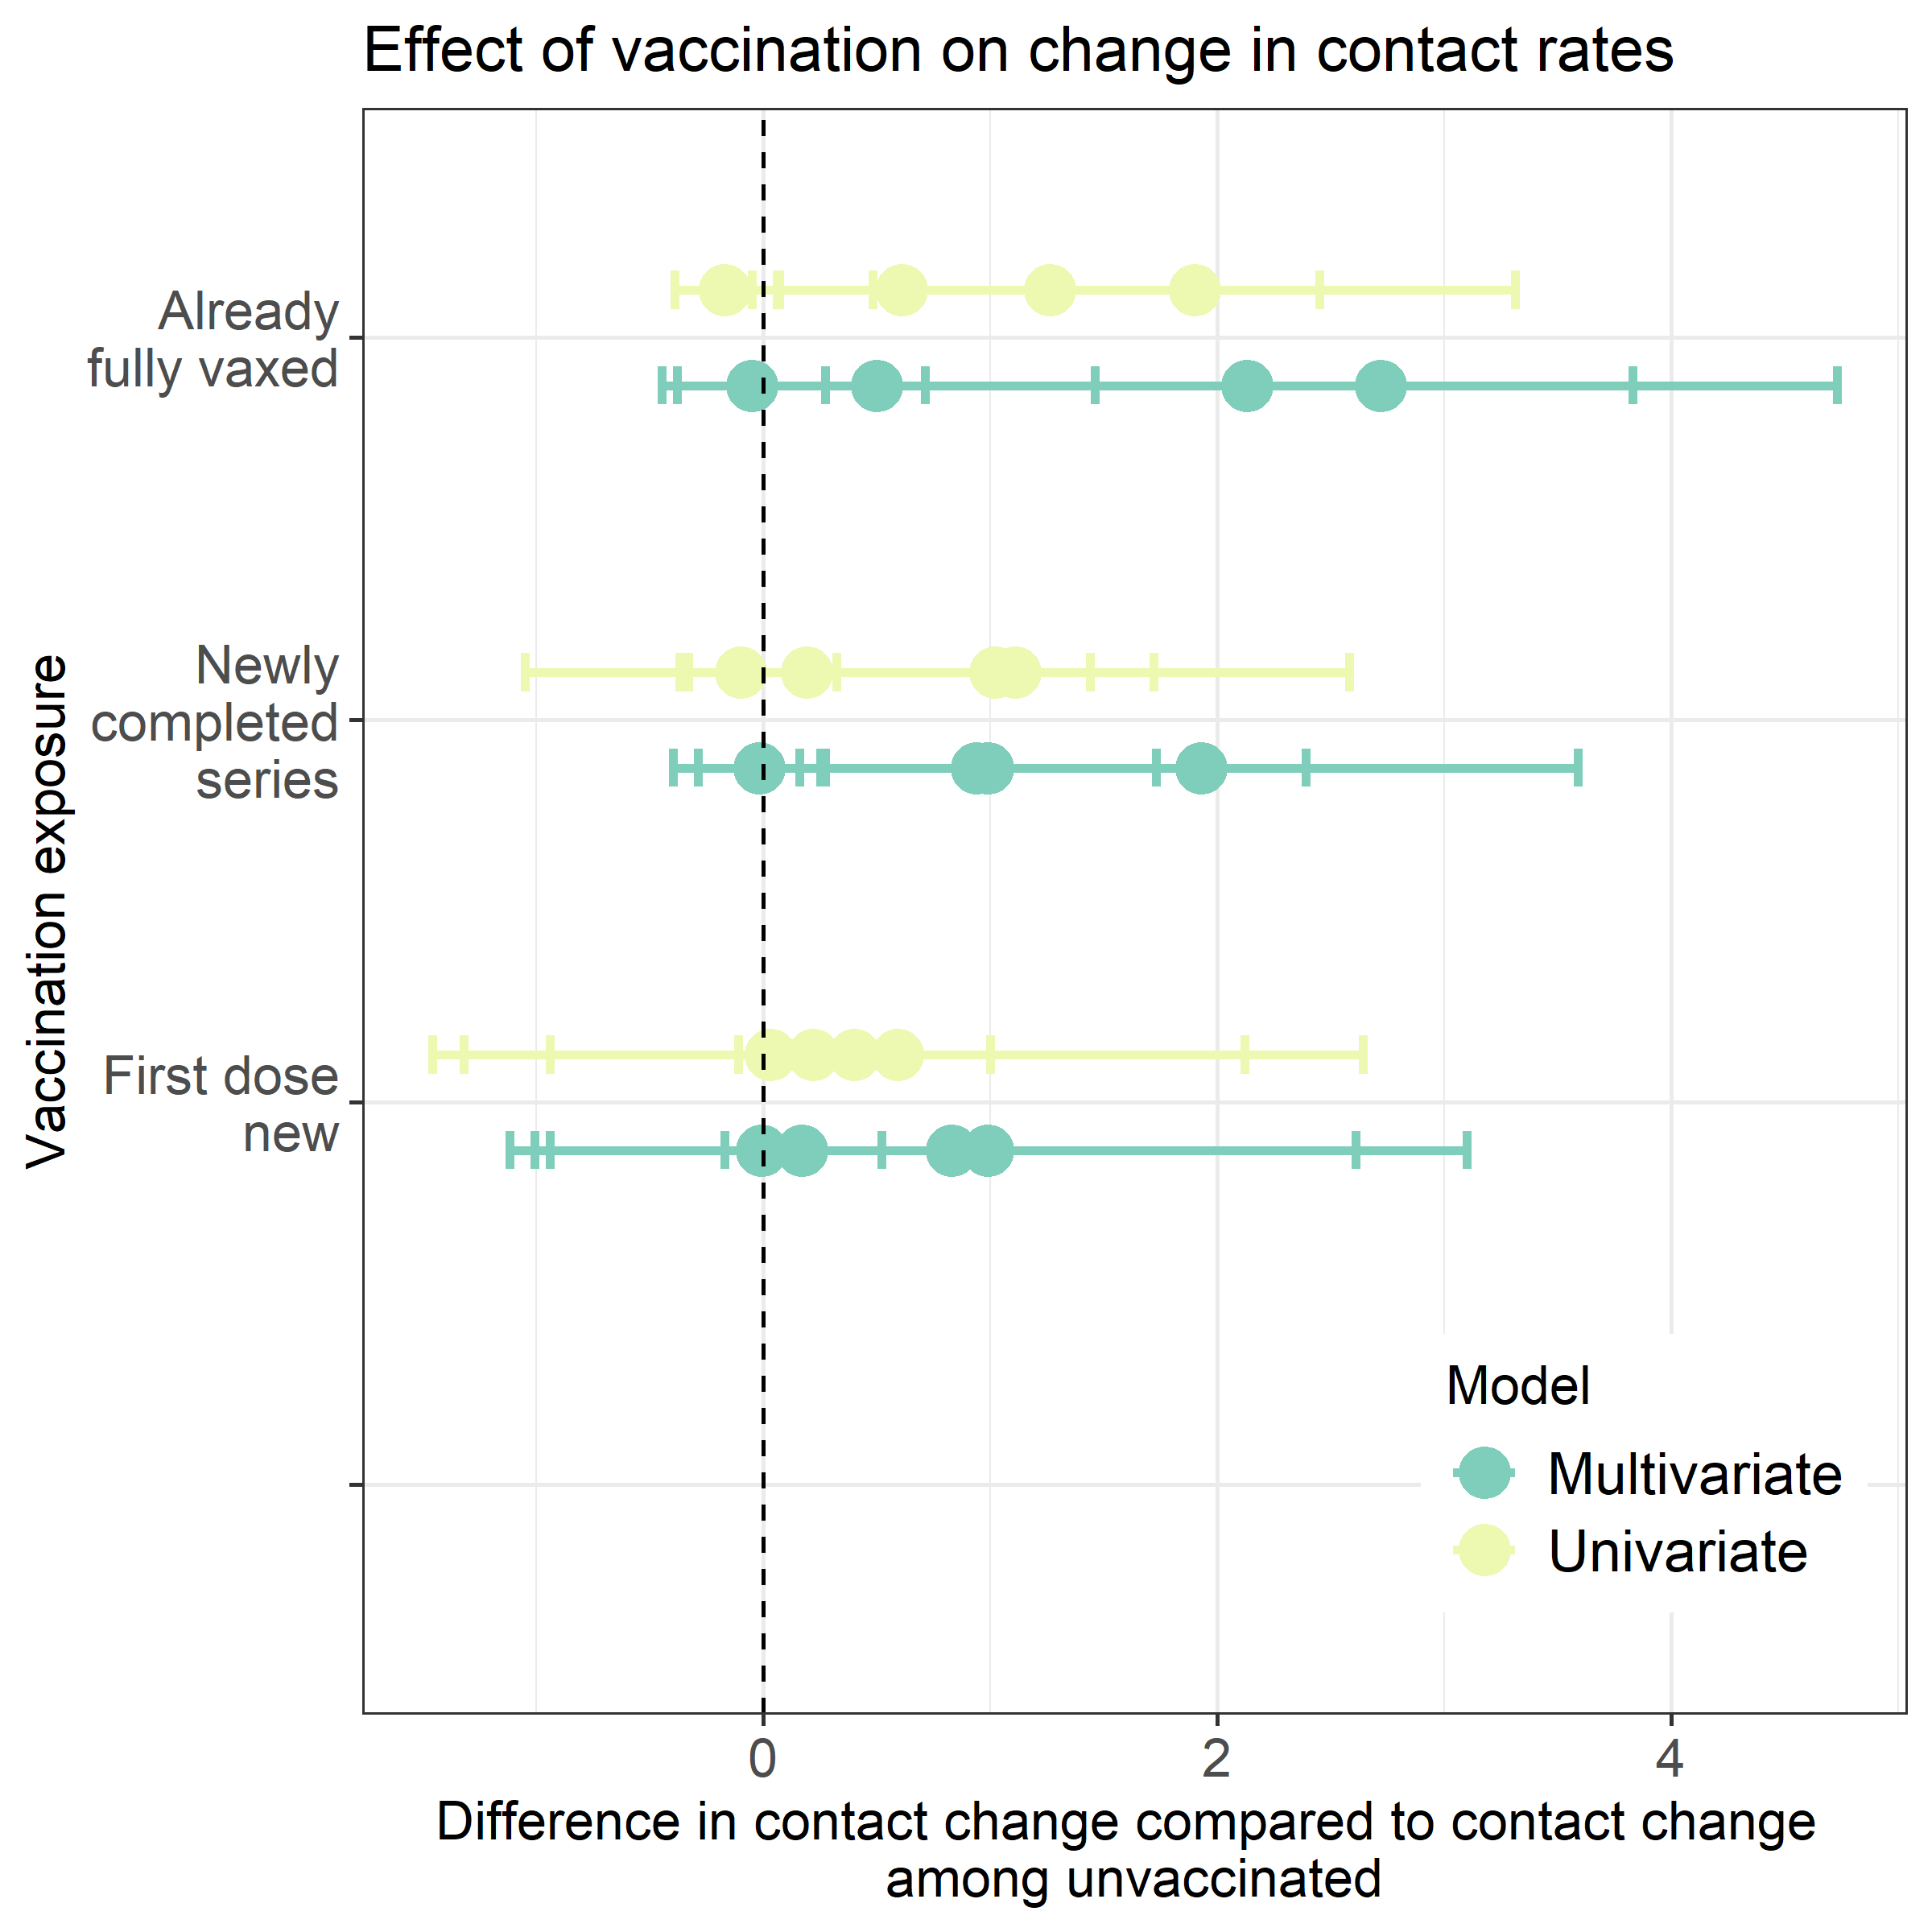 Effect of vaccination on change in contact rates
Vaccination exposure
Already
fully vaxed
Newly
completed
series
First dose
new
Model
Multivariate
Univariate
0
2
4
Difference in contact change compared to contact change
among unvaccinated